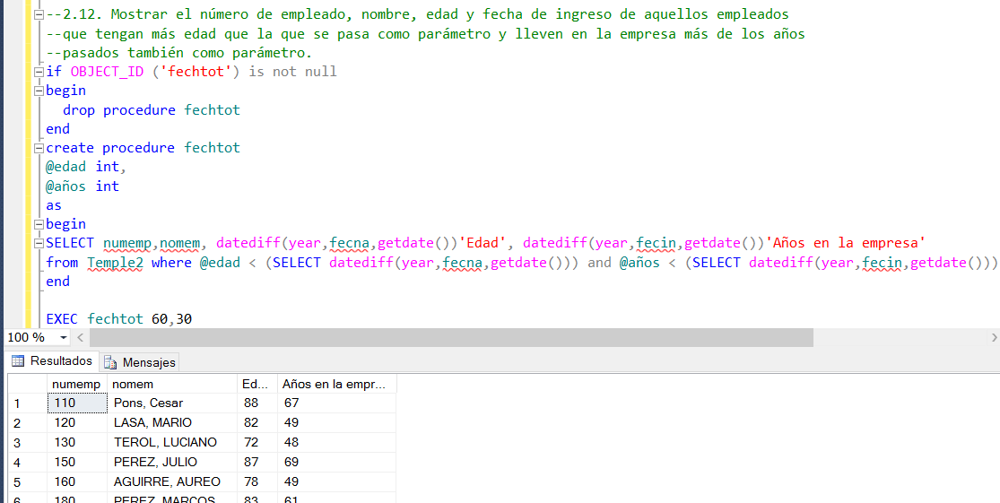 --2.12. Mostrar el número de empleado, nombre, edad y fecha de ingreso de aquellos empleados
--que tengan más edad que la que se pasa como parámetro y lleven en la empresa más de los años
--pasados también como parámetro.
if OBJECT_ID ('fechtot') is not null
begin
drop procedure fechtot
end
create procedure fechtot
@edad int,
@años int
as
begin
SELECT numemp,nomem, datediff(year,fecna,getdate())'Edad', datediff(year,fecin,getdate())'Años en la empresa'
from Temple2 where @edad < (SELECT datediff(year,fecna,getdate())) and @años < (SELECT datediff(year,fecin,getdate()))
end
EXEC fechtot 60,30
100 %
Resultados Mensajes
numemp nomem Ed... Años en la empr...
1 110 Pons, Cesar 88 67
2 120 LASA, MARIO 82 49
3 130 TEROL, LUCIANO 72 48
4 150 PEREZ, JULIO 87 69
5 160 AGUIRRE, AUREO 78 49
6 180 PEREZ, MARCOS 83 61